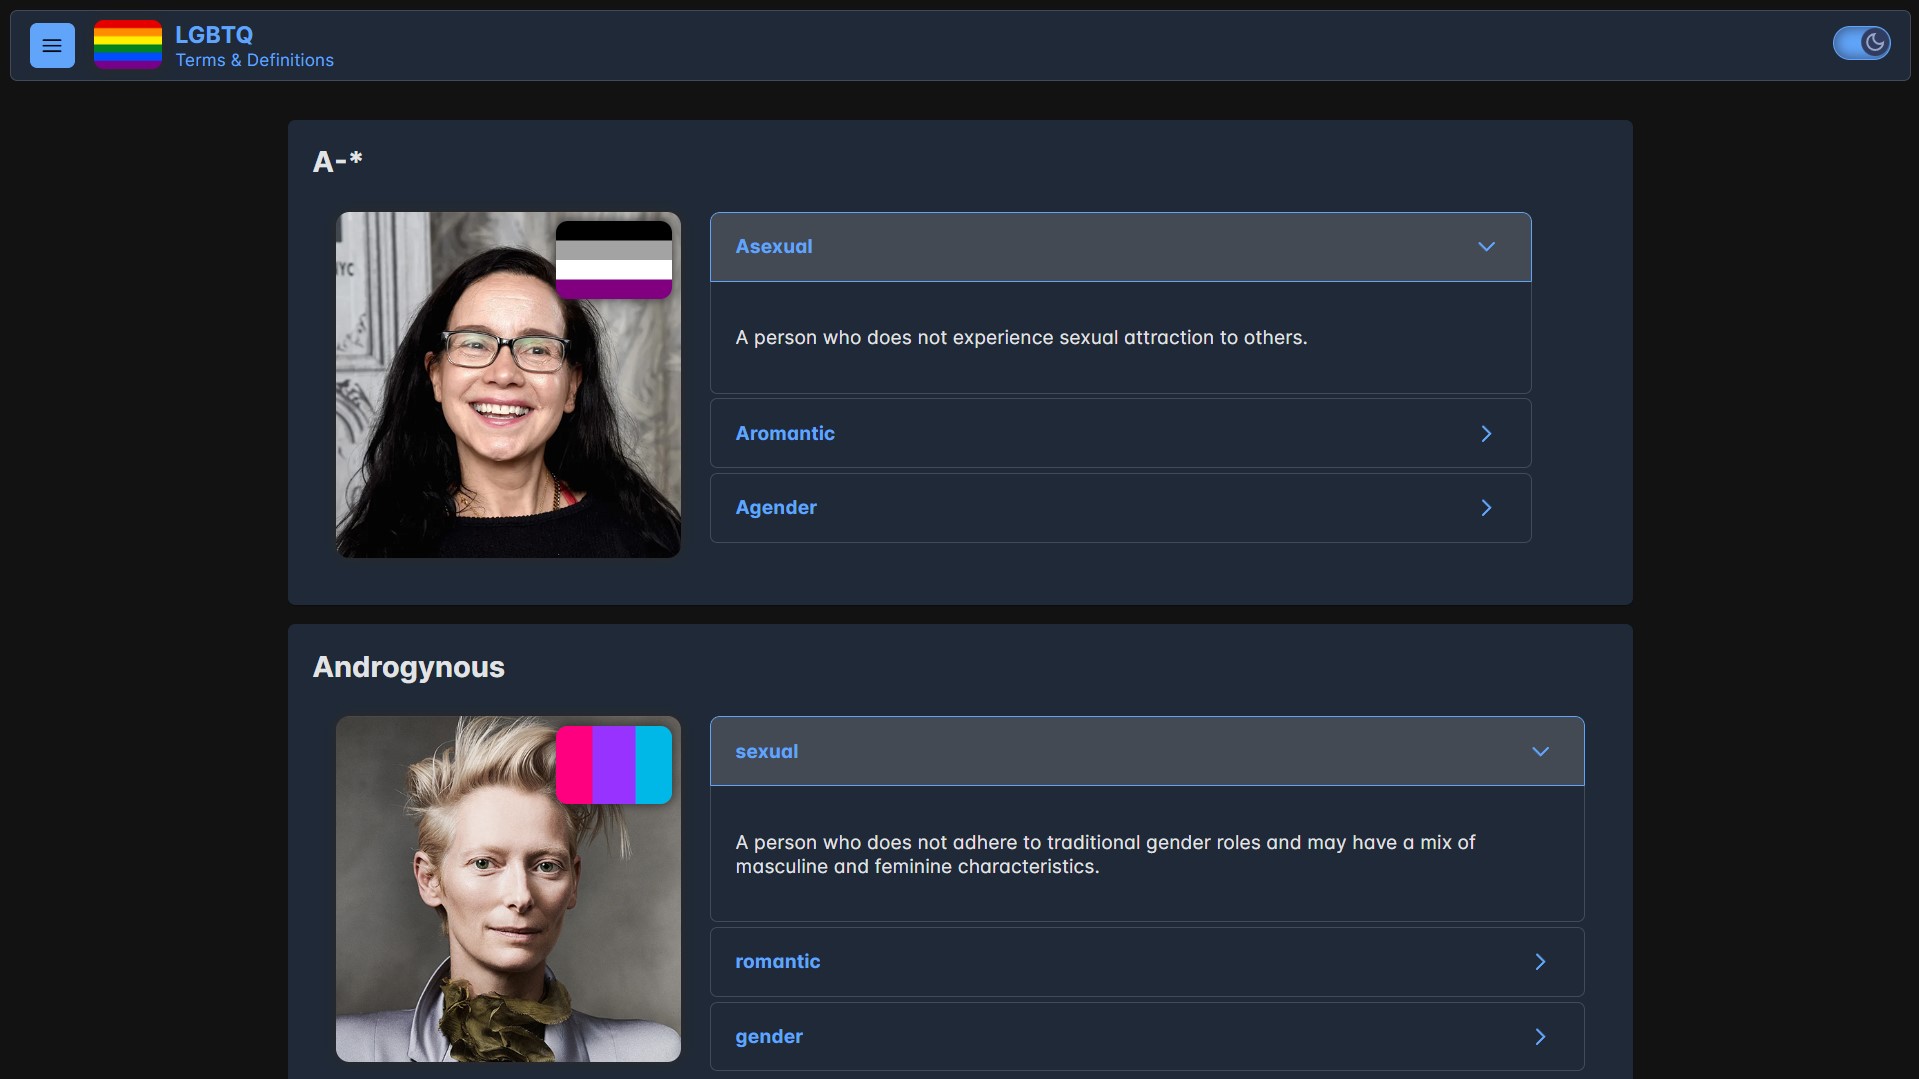 LGBTQ
Terms & Definitions
A-*
YC
Asexual
A person who does not experience sexual attraction to others.
Aromantic
Agender
Androgynous
sexual
A person who does not adhere to traditional gender roles and may have a mix of
masculine and feminine characteristics.
romantic
gender